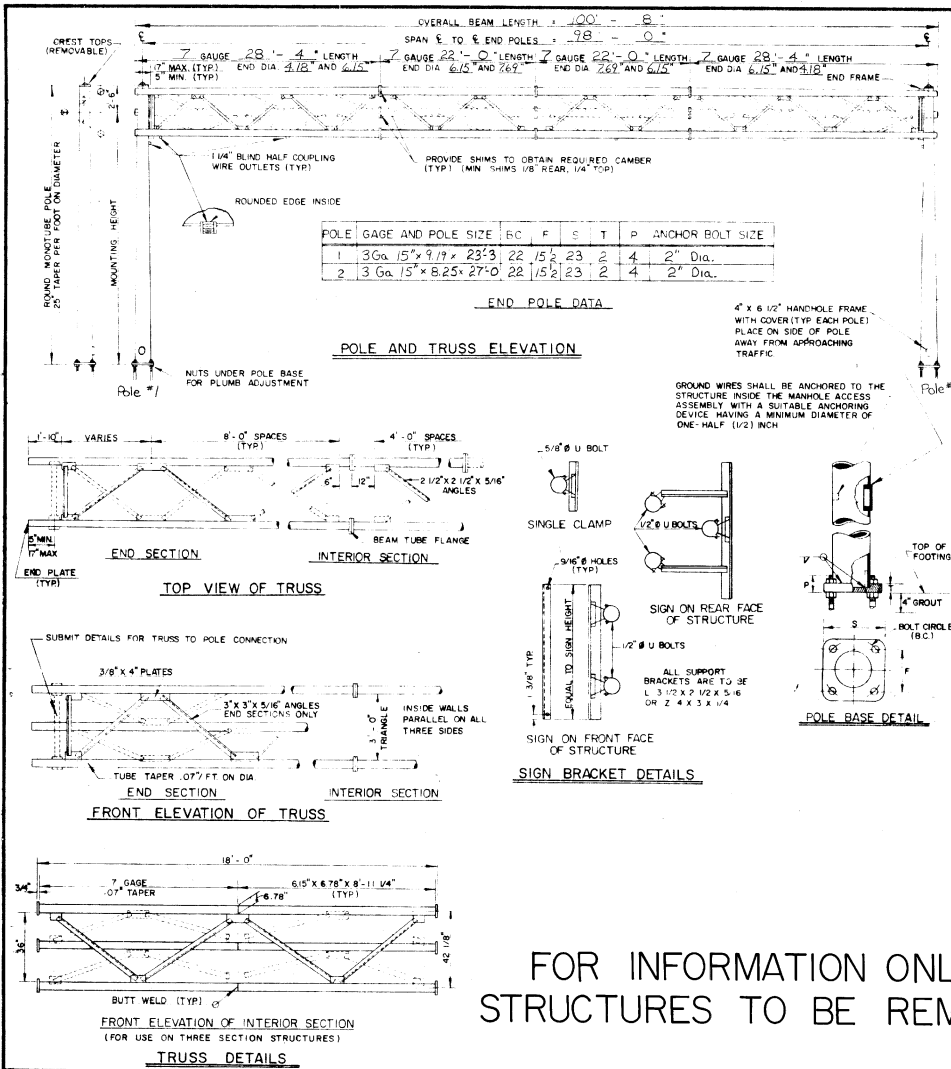 OVERALL BEAM LENGTH = 100' - 8"
SPAN ℄ TO ℄ END POLES = 98' - 0"
CREST TOPS
(REMOVABLE)
7 GAUGE 28'- 4" LENGTH
END DIA. 4.18" AND 6.15"
7 GAUGE 22'- 0" LENGTH
END DIA 6.15" AND 7.69"
7 GAUGE 22'- 0" LENGTH
END DIA 7.69" AND 6.15"
7 GAUGE 28'- 4" LENGTH
END DIA 6.15" AND 4.18"
17" MAX. (TYP)
5" MIN. (TYP)
END FRAME
2'-6"
℄
ROUND MONOTUBE POLE
25" TAPER PER FOOT ON DIAMETER
MOUNTING HEIGHT
1 1/4" BLIND HALF COUPLING
WIRE OUTLETS (TYP.)
PROVIDE SHIMS TO OBTAIN REQUIRED CAMBER
(TYP) (MIN SHIMS 1/8" REAR, 1/4" TOP)
ROUNDED EDGE INSIDE
POLE GAGE AND POLE SIZE BC F S T P ANCHOR BOLT SIZE
1 3 Ga 15" x 9.19 x 23'-3 22 15½ 23 2 4 2" Dia.
2 3 Ga 15" x 8.25 x 27'-0 22 15½ 23 2 4 2" Dia.
END POLE DATA
POLE AND TRUSS ELEVATION
NUTS UNDER POLE BASE
FOR PLUMB ADJUSTMENT
Pole #1
4" X 6 1/2" HANDHOLE FRAME
WITH COVER (TYP EACH POLE)
PLACE ON SIDE OF POLE
AWAY FROM APPROACHING
TRAFFIC
Pole #
GROUND WIRES SHALL BE ANCHORED TO THE
STRUCTURE INSIDE THE MANHOLE ACCESS
ASSEMBLY WITH A SUITABLE ANCHORING
DEVICE HAVING A MINIMUM DIAMETER OF
ONE-HALF (1/2) INCH
1'-10"
VARIES
8'-0" SPACES
(TYP.)
4'-0" SPACES
(TYP)
6"
12"
2 1/2" X 2 1/2" X 5/16"
ANGLES
BEAM TUBE FLANGE
5" MIN
17" MAX
END PLATE
(TYP.)
END SECTION
INTERIOR SECTION
TOP VIEW OF TRUSS
5/8" Ø U BOLT
SINGLE CLAMP
1/2" Ø U BOLTS
SIGN ON REAR FACE
OF STRUCTURE
9/16" Ø HOLES
(TYP.)
3/8" TYP.
EQUAL TO SIGN HEIGHT
1/2" Ø U BOLTS
ALL SUPPORT
BRACKETS ARE TO BE
L 3 1/2 X 2 1/2 X 5/16
OR Z 4 X 3 X 1/4
SIGN ON FRONT FACE
OF STRUCTURE
SIGN BRACKET DETAILS
TOP OF
FOOTING
P
4" GROUT
S
BOLT CIRCLE
(B.C.)
F
POLE BASE DETAIL
SUBMIT DETAILS FOR TRUSS TO POLE CONNECTION
3/8" X 4" PLATES
3" X 3" X 5/16" ANGLES
END SECTIONS ONLY
3'-0"
TRIANGLE
INSIDE WALLS
PARALLEL ON ALL
THREE SIDES
TUBE TAPER .07"/FT. ON DIA.
END SECTION
INTERIOR SECTION
FRONT ELEVATION OF TRUSS
18'-0"
3/4"
7 GAGE
.07" TAPER
6.15" X 6.78" X 8'-11 1/4"
(TYP)
6.78"
36"
42 1/8"
BUTT WELD (TYP.)
FRONT ELEVATION OF INTERIOR SECTION
(FOR USE ON THREE SECTION STRUCTURES)
TRUSS DETAILS
FOR INFORMATION ONL
STRUCTURES TO BE REM